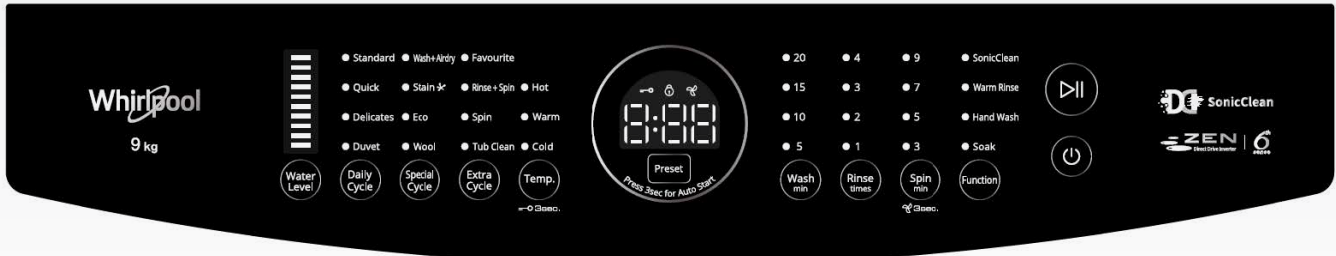 Whirlpool
9 kg
Water Level
Standard
Quick
Delicates
Duvet
Daily Cycle
Wash+Airdry
Stain
Eco
Wool
Special Cycle
Favourite
Rinse + Spin
Spin
Tub Clean
Extra Cycle
Hot
Warm
Cold
Temp.
3sec.
8:88
Preset
Press 3sec for Auto Start
20
15
10
5
Wash min
4
3
2
1
Rinse times
9
7
5
3
Spin min
3sec.
SonicClean
Warm Rinse
Hand Wash
Soak
Function
SonicClean
ZEN
Direct Drive Inverter
6th
SENSE